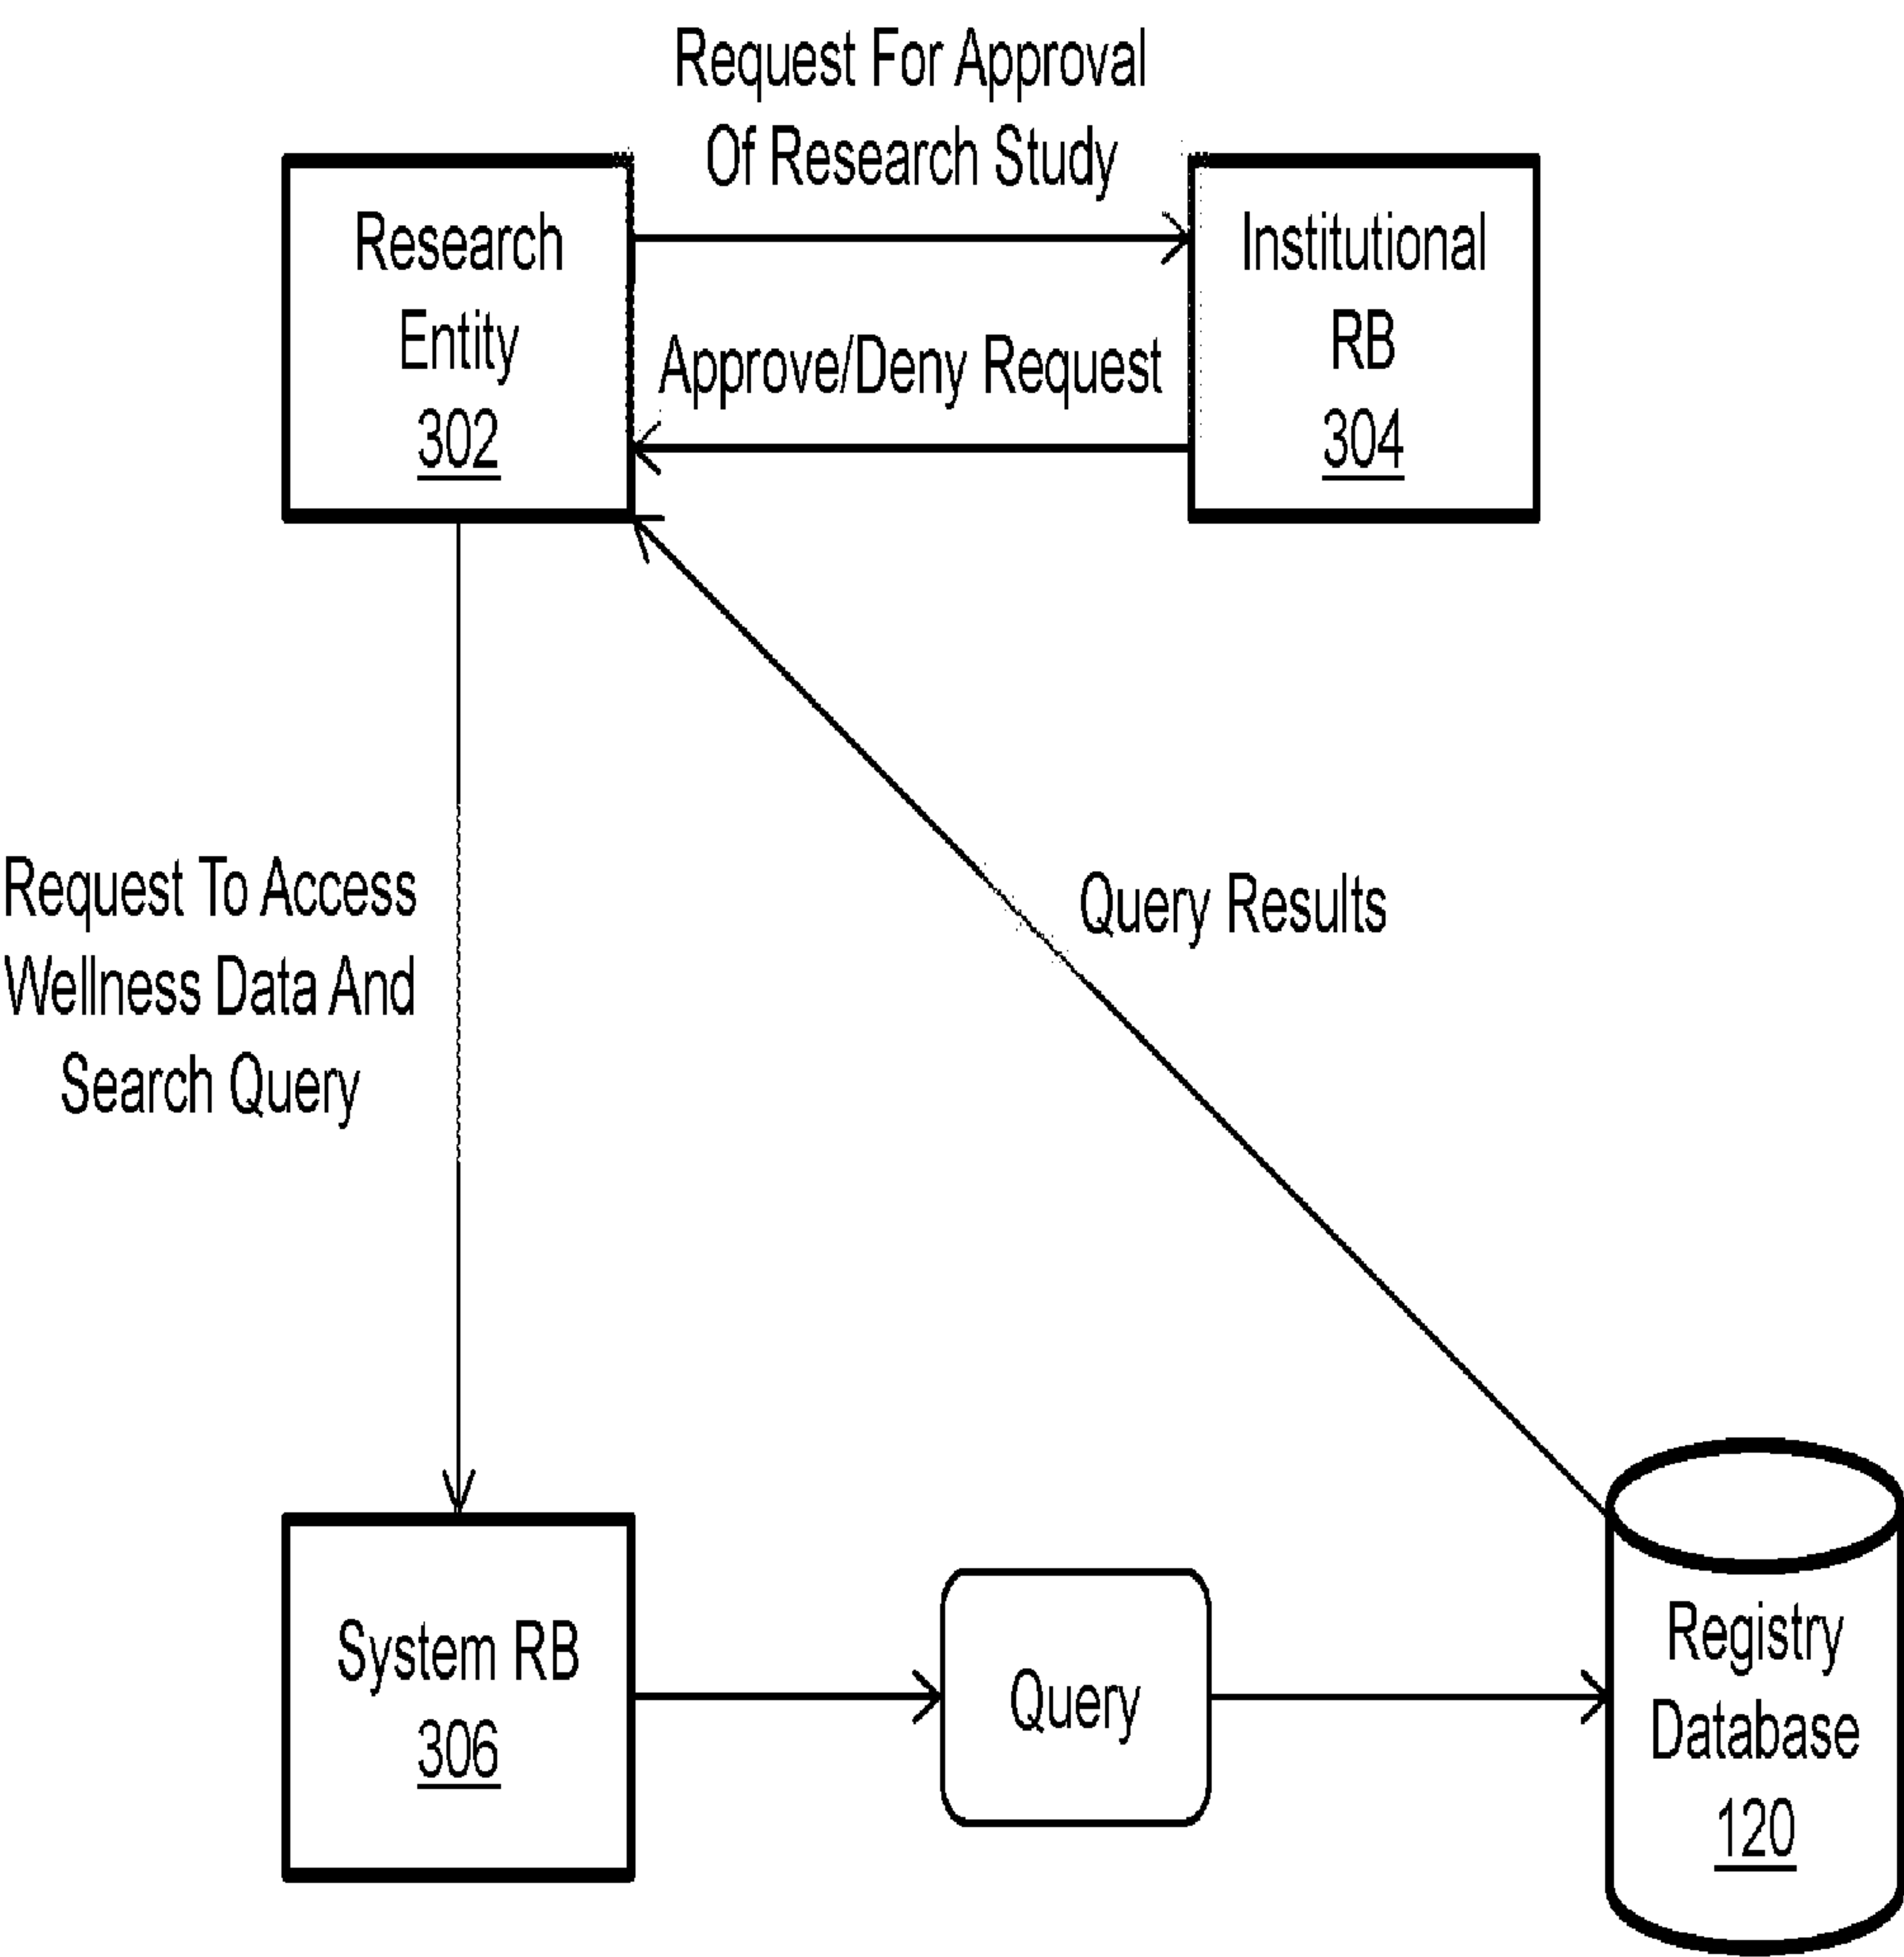 Request For Approval
Of Research Study
Research
Entity
302
Institutional
RB
304
Approve/Deny Request
Request To Access
Wellness Data And
Search Query
Query Results
System RB
306
Query
Registry
Database
120